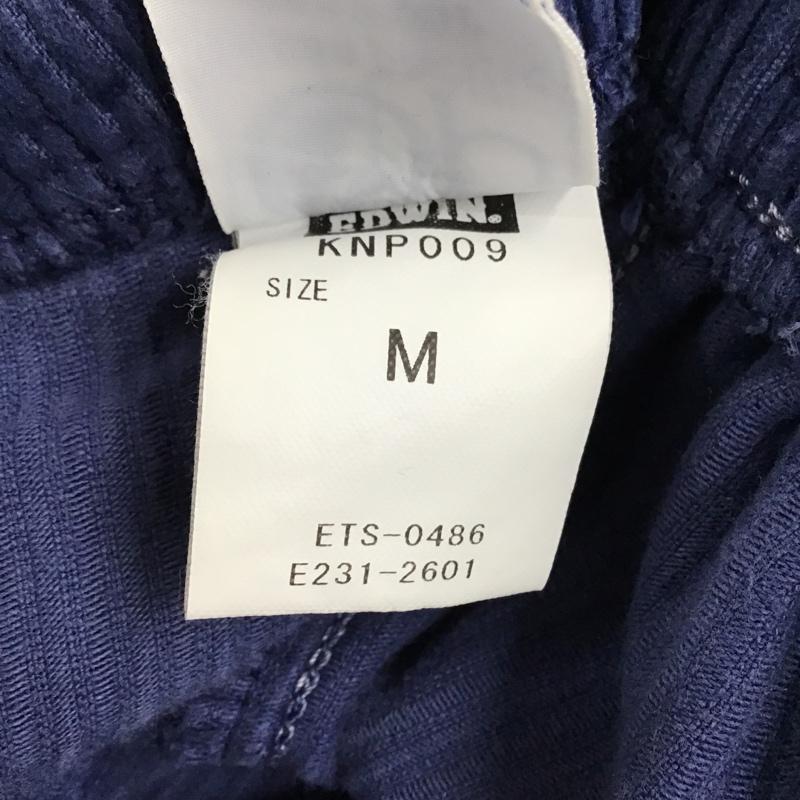 EDWIN®
KNP009
SIZE
M
ETS-0486
E231-2601